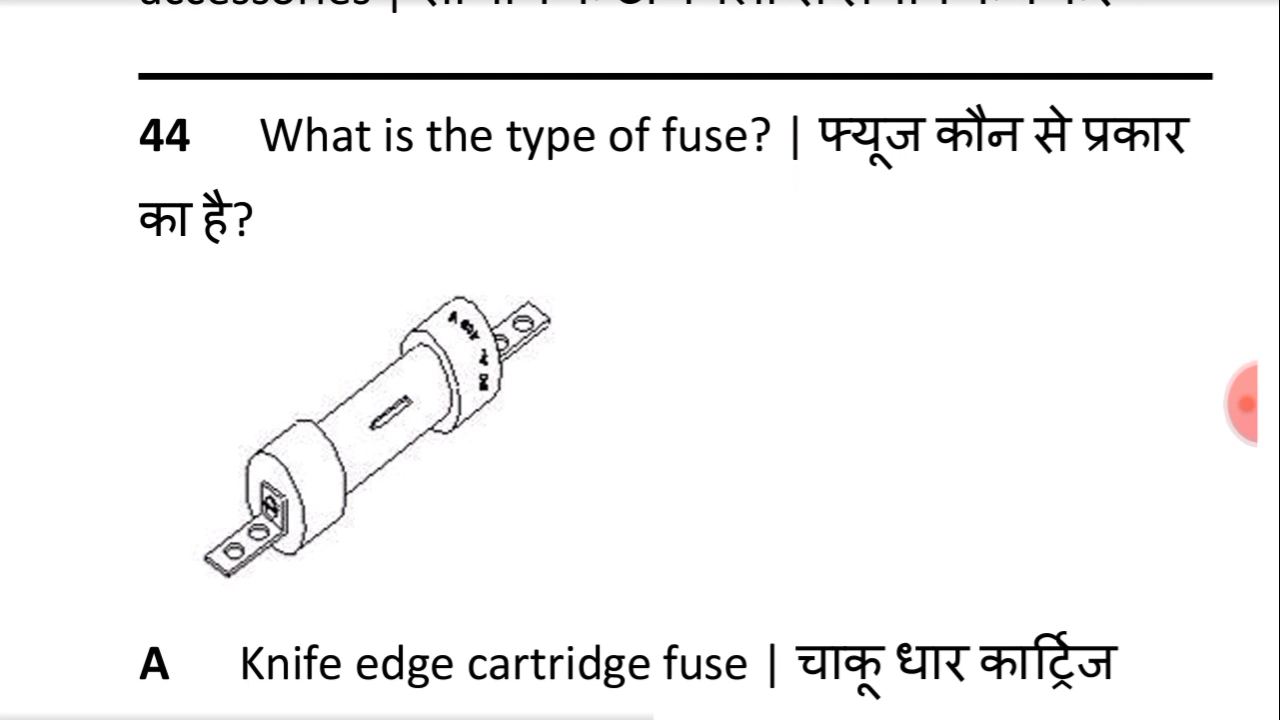 44 What is the type of fuse? | फ्यूज कौन से प्रकार
का है?
A Knife edge cartridge fuse | चाकू धार कार्ट्रिज